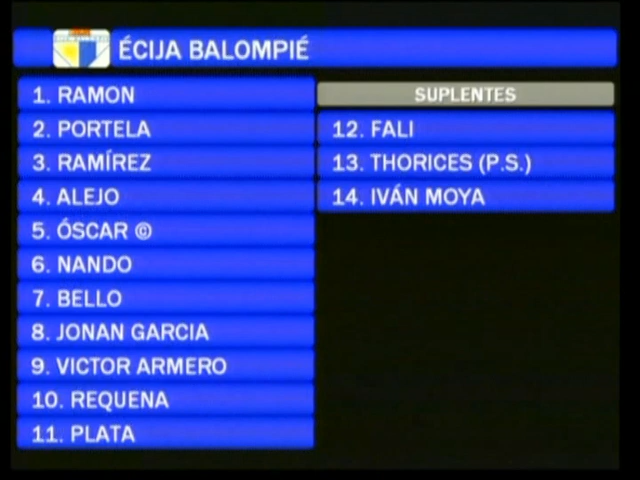 ÉCIJA BALOMPIÉ
1. RAMON
2. PORTELA
3. RAMÍREZ
4. ALEJO
5. ÓSCAR ©
6. NANDO
7. BELLO
8. JONAN GARCIA
9. VICTOR ARMERO
10. REQUENA
11. PLATA
SUPLENTES
12. FALI
13. THORICES (P.S.)
14. IVÁN MOYA